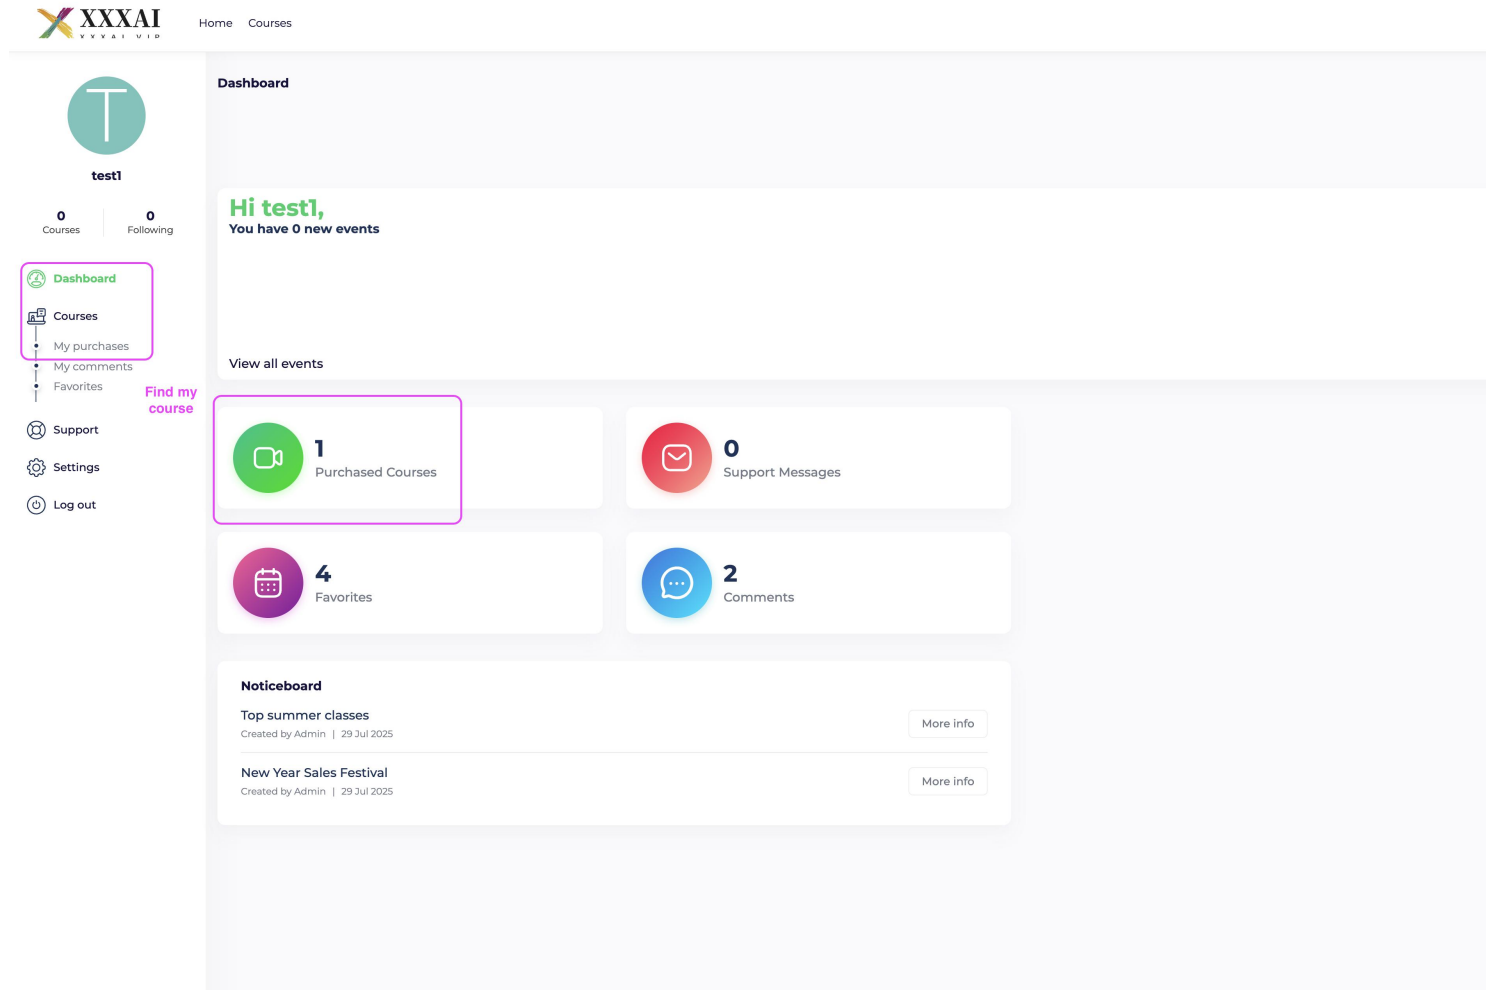 XXXAI
XXXAI VIP
Home Courses
T
test1
0 0
Courses Following
Dashboard
Courses
My purchases
My comments
Favorites
Find my
course
Support
Settings
Log out
Dashboard
Hi test1,
You have 0 new events
View all events
1
Purchased Courses
0
Support Messages
4
Favorites
2
Comments
Noticeboard
Top summer classes
Created by Admin | 29 Jul 2025
More info
New Year Sales Festival
Created by Admin | 29 Jul 2025
More info